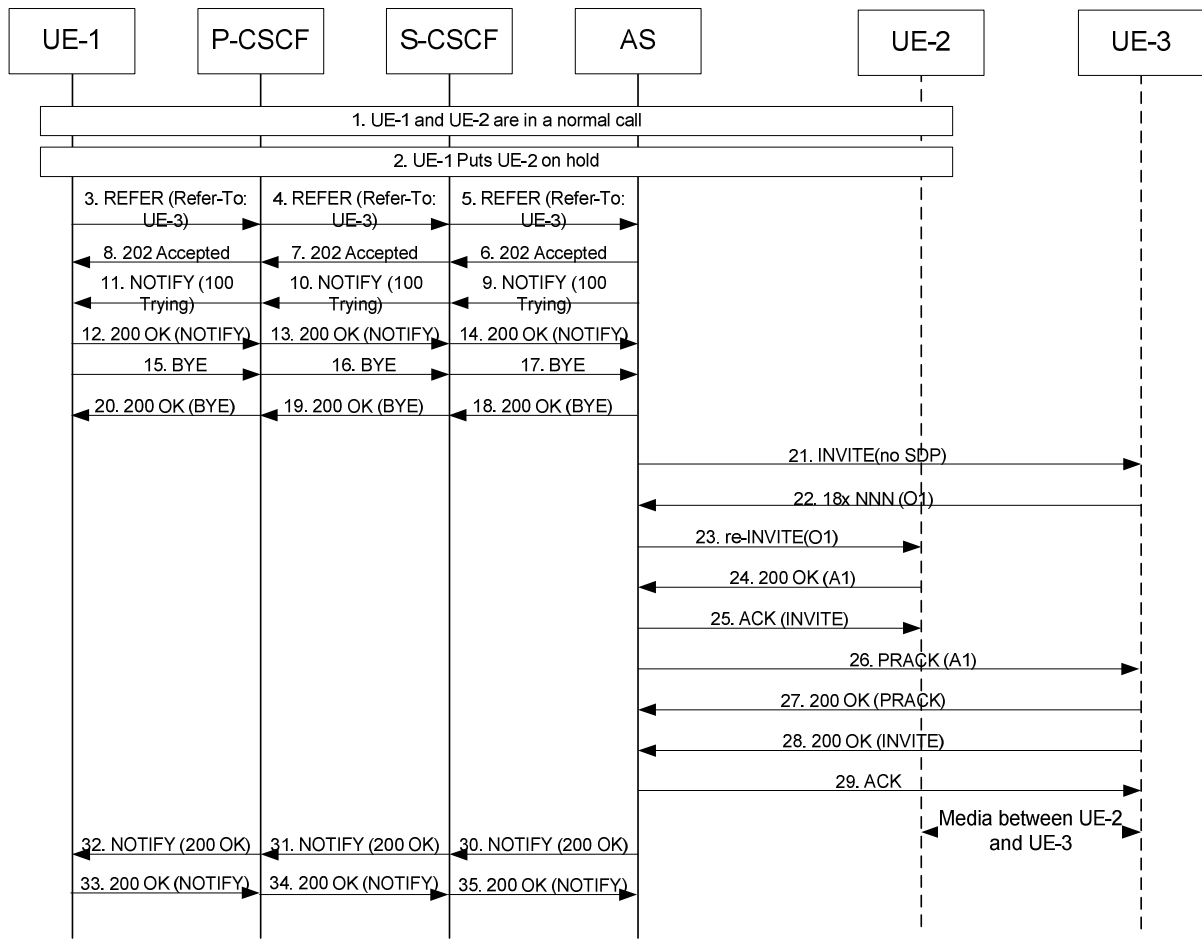 UE-1
P-CSCF
S-CSCF
AS
UE-2
UE-3
1. UE-1 and UE-2 are in a normal call
2. UE-1 Puts UE-2 on hold
3. REFER (Refer-To:
UE-3)
4. REFER (Refer-To:
UE-3)
5. REFER (Refer-To:
UE-3)
8. 202 Accepted
7. 202 Accepted
6. 202 Accepted
11. NOTIFY (100
Trying)
10. NOTIFY (100
Trying)
9. NOTIFY (100
Trying)
12. 200 OK (NOTIFY)
13. 200 OK (NOTIFY)
14. 200 OK (NOTIFY)
15. BYE
16. BYE
17. BYE
20. 200 OK (BYE)
19. 200 OK (BYE)
18. 200 OK (BYE)
21. INVITE(no SDP)
22. 18x NNN (O1)
23. re-INVITE(O1)
24. 200 OK (A1)
25. ACK (INVITE)
26. PRACK (A1)
27. 200 OK (PRACK)
28. 200 OK (INVITE)
29. ACK
Media between UE-2
and UE-3
32. NOTIFY (200 OK)
31. NOTIFY (200 OK)
30. NOTIFY (200 OK)
33. 200 OK (NOTIFY)
34. 200 OK (NOTIFY)
35. 200 OK (NOTIFY)